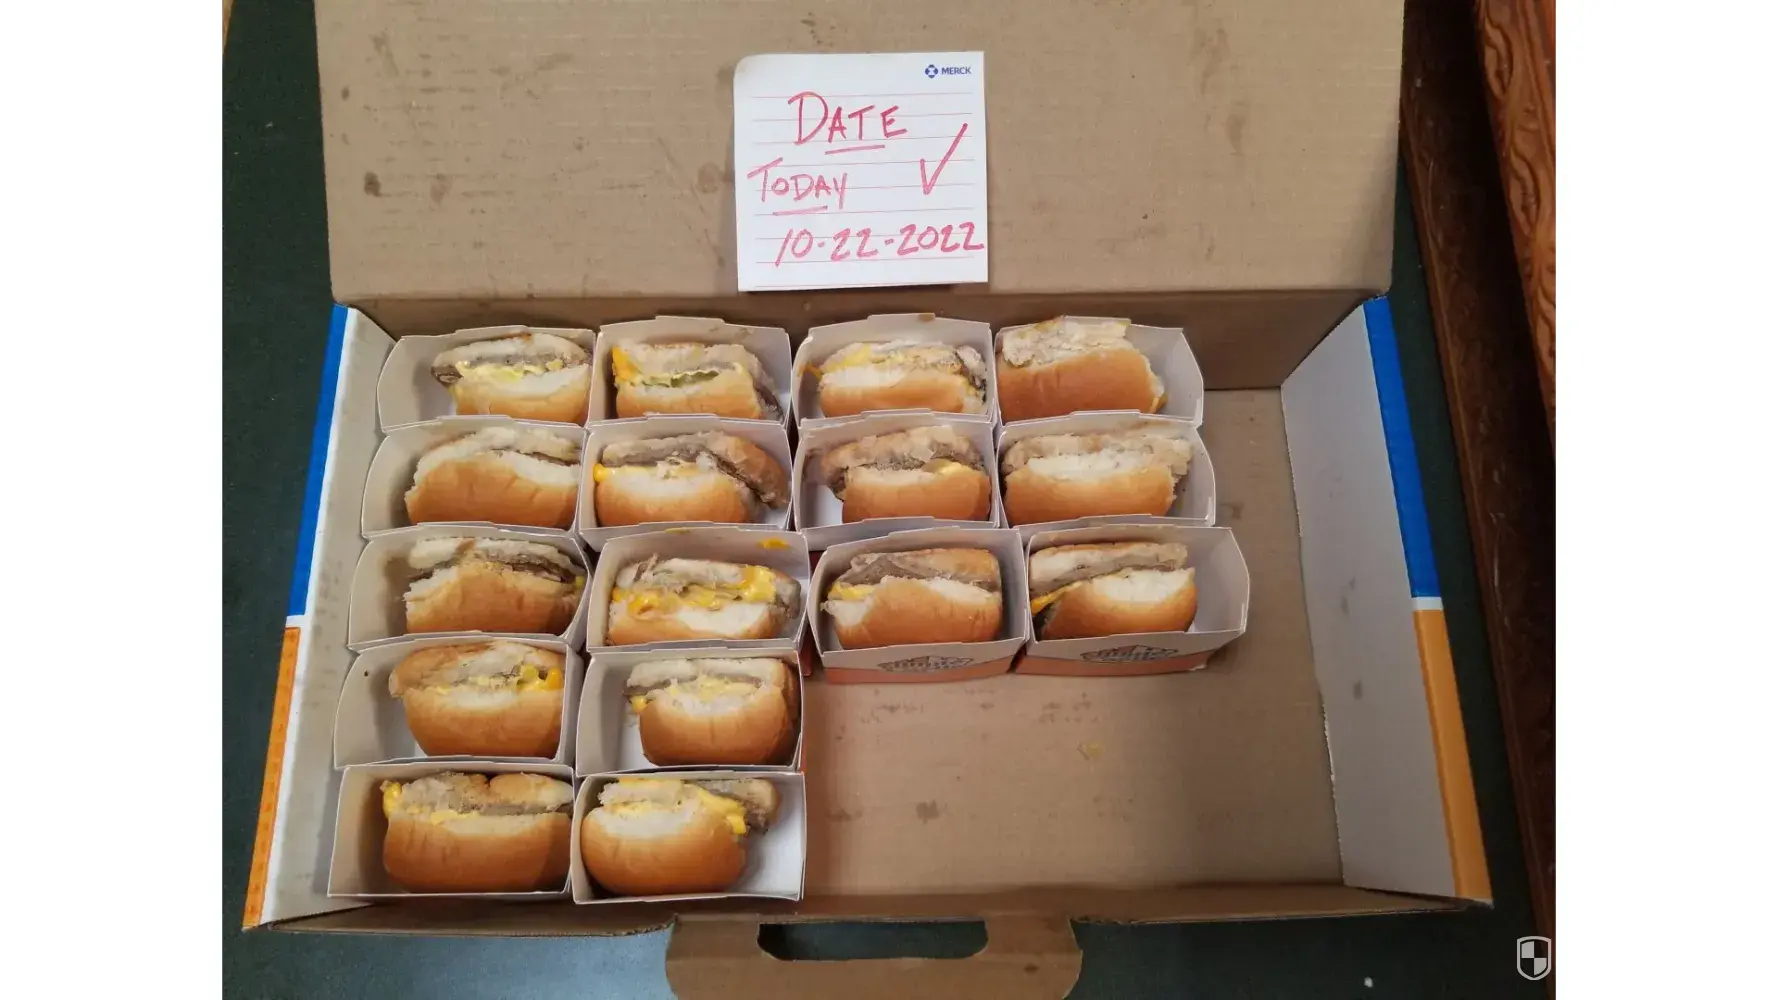 MERCK
DATE
TODAY ✓
10-22-2022